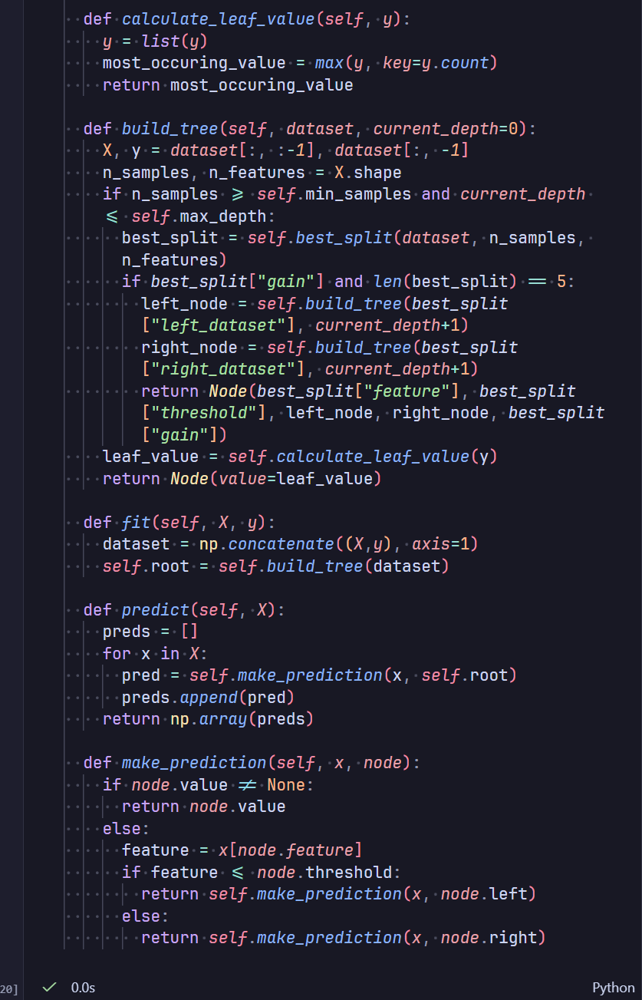 def calculate_leaf_value(self, y):
y = list(y)
most_occuring_value = max(y, key=y.count)
return most_occuring_value
def build_tree(self, dataset, current_depth=0):
X, y = dataset[:, :-1], dataset[:, -1]
n_samples, n_features = X.shape
if n_samples >= self.min_samples and current_depth
<= self.max_depth:
best_split = self.best_split(dataset, n_samples,
n_features)
if best_split["gain"] and len(best_split) == 5:
left_node = self.build_tree(best_split
["left_dataset"], current_depth+1)
right_node = self.build_tree(best_split
["right_dataset"], current_depth+1)
return Node(best_split["feature"], best_split
["threshold"], left_node, right_node, best_split
["gain"])
leaf_value = self.calculate_leaf_value(y)
return Node(value=leaf_value)
def fit(self, X, y):
dataset = np.concatenate((X,y), axis=1)
self.root = self.build_tree(dataset)
def predict(self, X):
preds = []
for x in X:
pred = self.make_prediction(x, self.root)
preds.append(pred)
return np.array(preds)
def make_prediction(self, x, node):
if node.value != None:
return node.value
else:
feature = x[node.feature]
if feature <= node.threshold:
return self.make_prediction(x, node.left)
else:
return self.make_prediction(x, node.right)
20] 0.0s Python